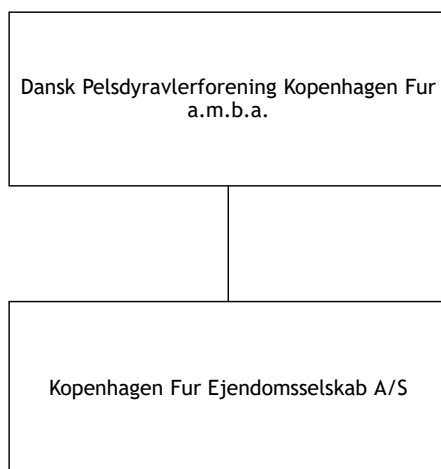 Dansk Pelsdyravlerforening Kopenhagen Fur
a.m.b.a.
Kopenhagen Fur Ejendomsselskab A/S